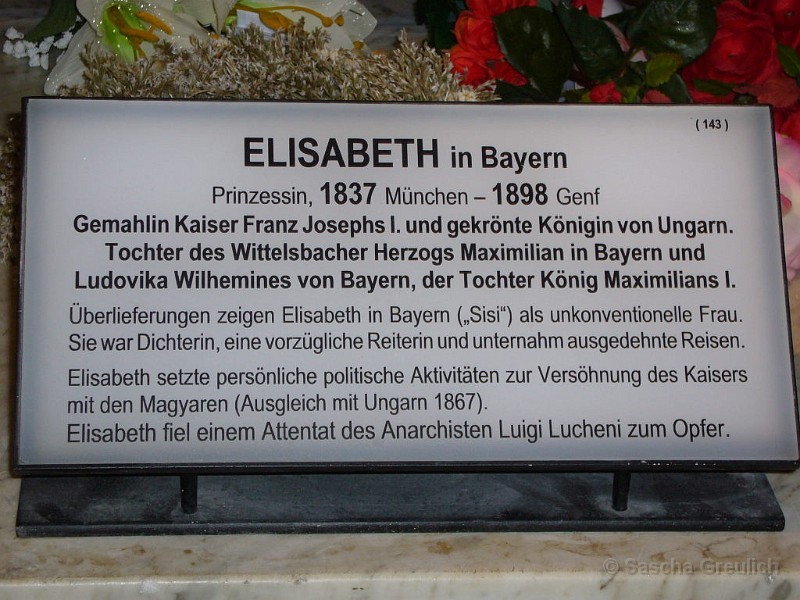 ( 143 )
ELISABETH in Bayern
Prinzessin, 1837 München – 1898 Genf
Gemahlin Kaiser Franz Josephs I. und gekrönte Königin von Ungarn.
Tochter des Wittelsbacher Herzogs Maximilian in Bayern und
Ludovika Wilhemines von Bayern, der Tochter König Maximilians I.
Überlieferungen zeigen Elisabeth in Bayern („Sisi“) als unkonventionelle Frau.
Sie war Dichterin, eine vorzügliche Reiterin und unternahm ausgedehnte Reisen.
Elisabeth setzte persönliche politische Aktivitäten zur Versöhnung des Kaisers
mit den Magyaren (Ausgleich mit Ungarn 1867).
Elisabeth fiel einem Attentat des Anarchisten Luigi Lucheni zum Opfer.
© Sascha Greulich